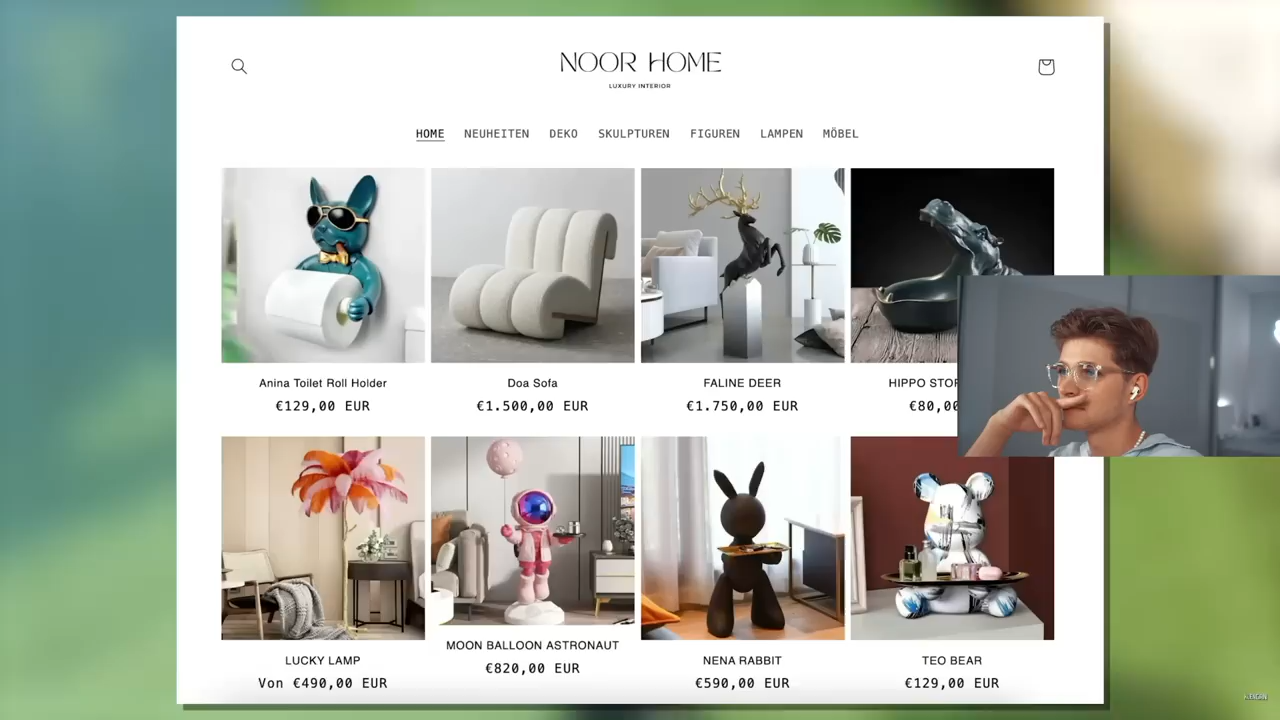 NOOR HOME
LUXURY INTERIOR
HOME NEUHEITEN DEKO SKULPTUREN FIGUREN LAMPEN MÖBEL
Anina Toilet Roll Holder
€129,00 EUR
Doa Sofa
€1.500,00 EUR
FALINE DEER
€1.750,00 EUR
HIPPO
€80,00
LUCKY LAMP
Von €490,00 EUR
MOON BALLOON ASTRONAUT
€820,00 EUR
NENA RABBIT
€590,00 EUR
TEO BEAR
€129,00 EUR